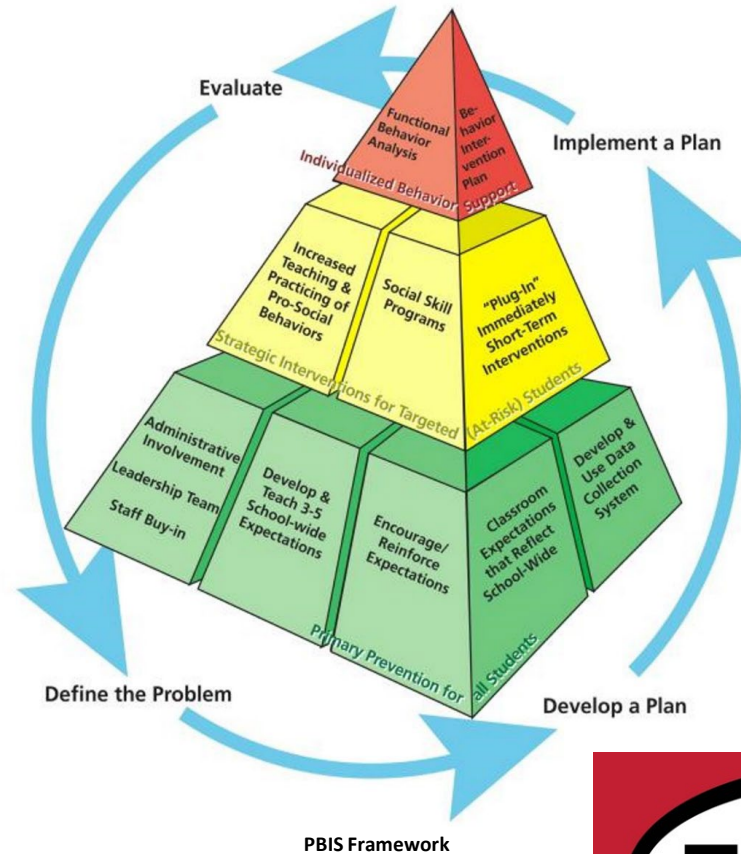 Evaluate
Implement a Plan
Functional
Behavior
Analysis
Be-
havior
Inter-
vention
Plan
Individualized Behavior Support
Increased
Teaching &
Practicing of
Pro-Social
Behaviors
Social Skill
Programs
"Plug-In"
Immediately
Short-Term
Interventions
Strategic Interventions for Targeted (At-Risk) Students
Administrative
Involvement
Leadership Team
Staff Buy-in
Develop &
Teach 3-5
School-wide
Expectations
Encourage/
Reinforce
Expectations
Classroom
Expectations
that Reflect
School-Wide
Develop &
Use Data
Collection
System
Primary Prevention for all Students
Define the Problem
Develop a Plan
PBIS Framework